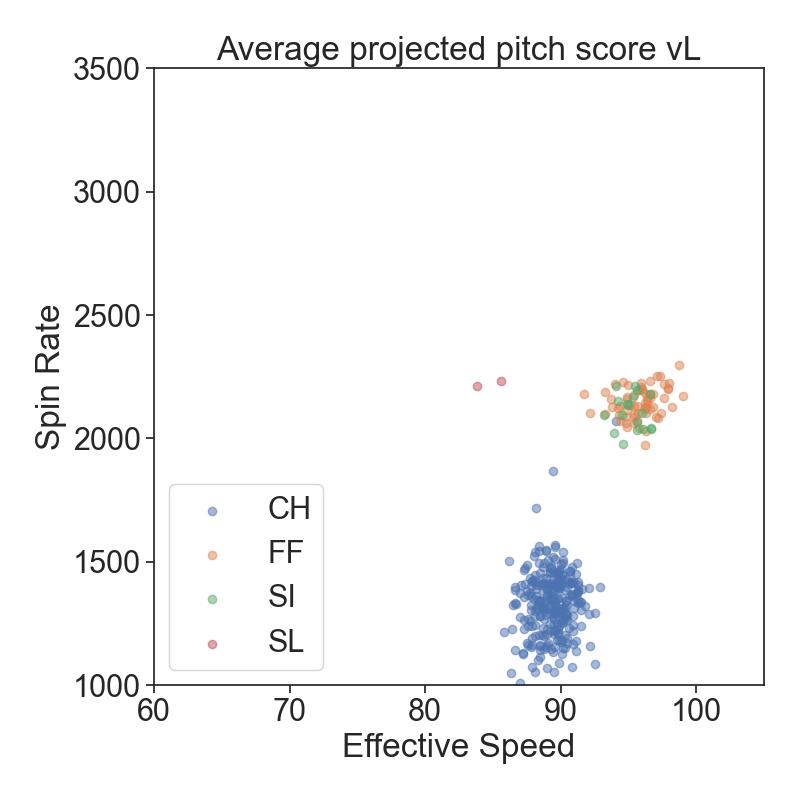 Average projected pitch score vL
3500
3000
2500
2000
1500
1000
Spin Rate
CH
FF
SI
SL
60 70 80 90 100
Effective Speed